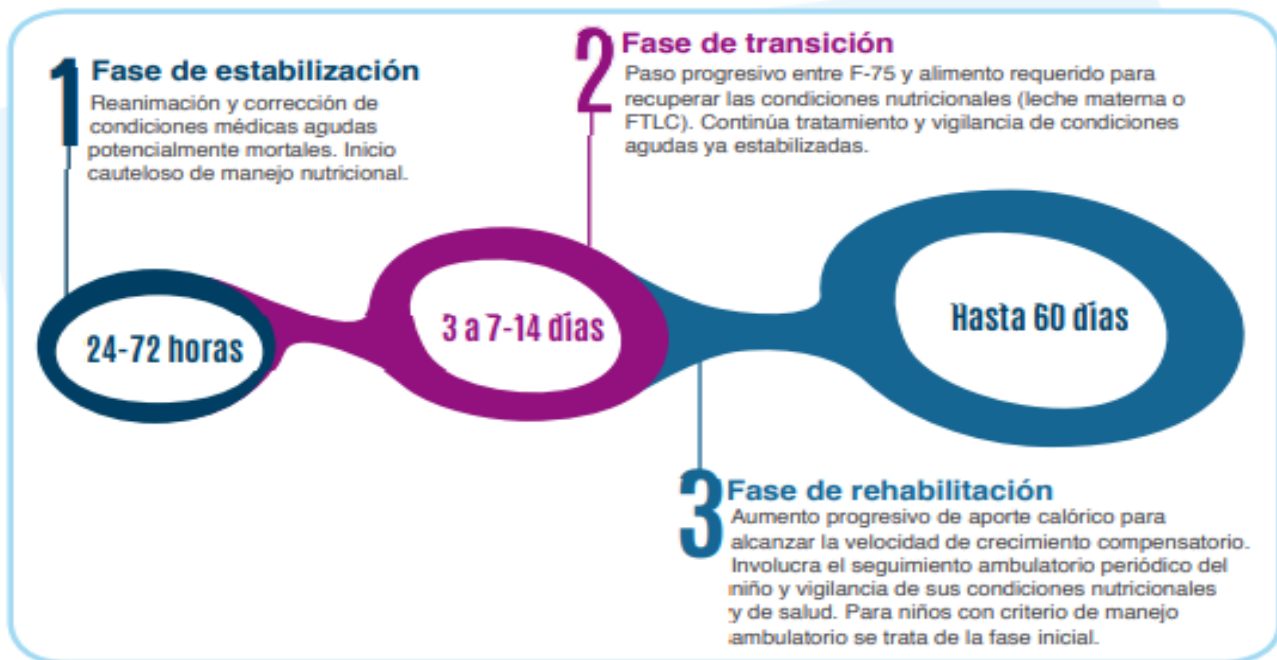 1
Fase de estabilización
Reanimación y corrección de
condiciones médicas agudas
potencialmente mortales. Inicio
cauteloso de manejo nutricional.
2
Fase de transición
Paso progresivo entre F-75 y alimento requerido para
recuperar las condiciones nutricionales (leche materna o
FTLC). Continúa tratamiento y vigilancia de condiciones
agudas ya estabilizadas.
24-72 horas
3 a 7-14 días
Hasta 60 días
3
Fase de rehabilitación
Aumento progresivo de aporte calórico para
alcanzar la velocidad de crecimiento compensatorio.
Involucra el seguimiento ambulatorio periódico del
niño y vigilancia de sus condiciones nutricionales
y de salud. Para niños con criterio de manejo
ambulatorio se trata de la fase inicial.